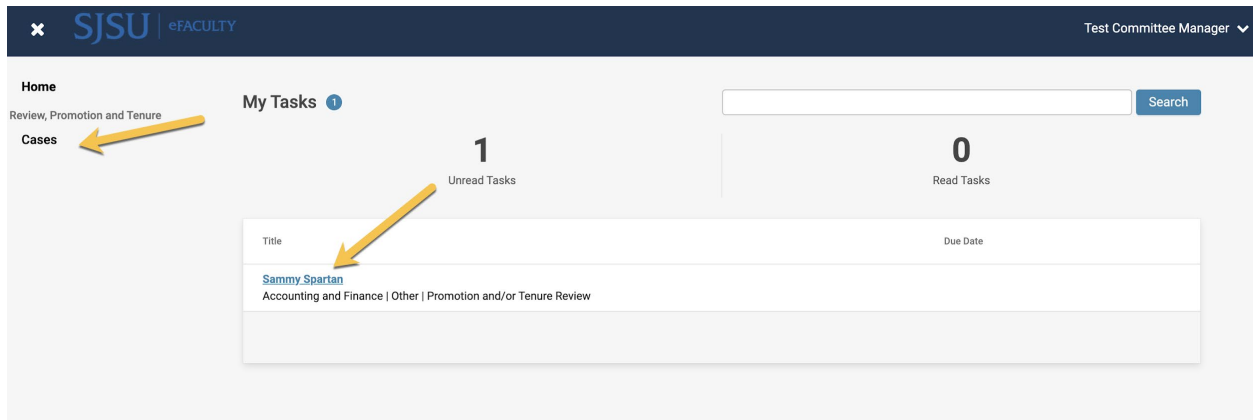 SJSU | eFACULTY
Test Committee Manager
Home
Review, Promotion and Tenure
Cases
My Tasks 1
Search
1
Unread Tasks
0
Read Tasks
Title
Due Date
Sammy Spartan
Accounting and Finance | Other | Promotion and/or Tenure Review